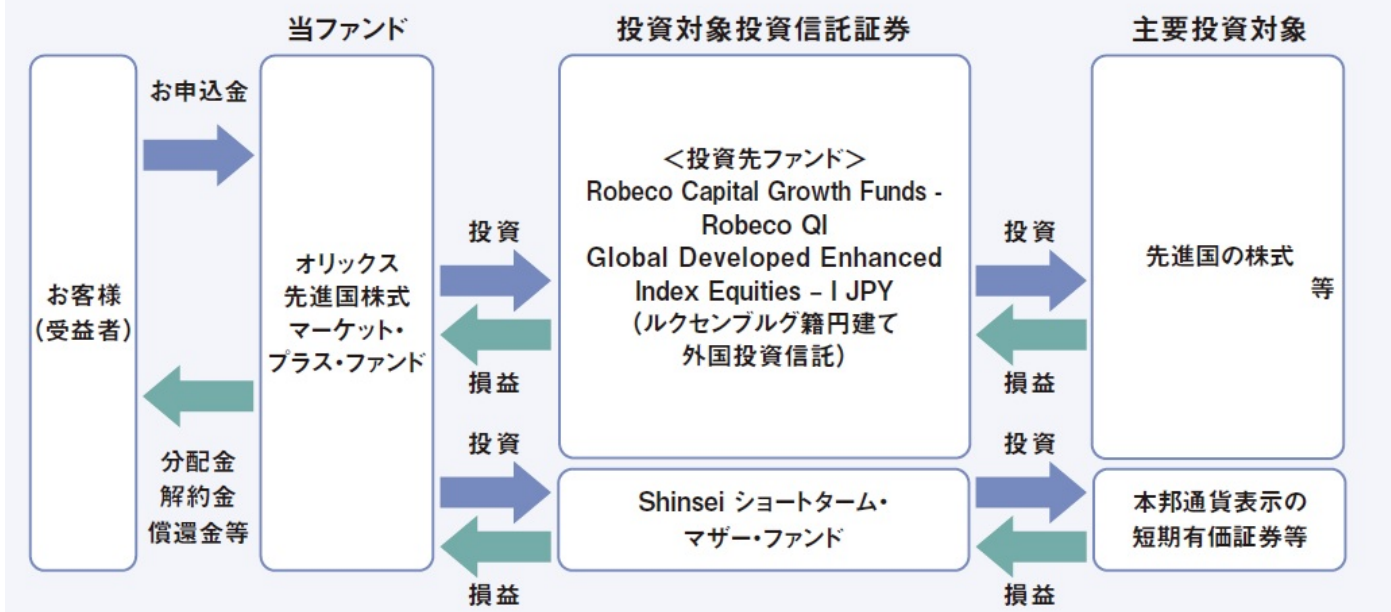 当ファンド
投資対象投資信託証券
主要投資対象
お申込金
お客様
(受益者)
分配金
解約金
償還金等
オリックス
先進国株式
マーケット・
プラス・ファンド
投資
損益
投資
損益
＜投資先ファンド＞
Robeco Capital Growth Funds -
Robeco QI
Global Developed Enhanced
Index Equities – I JPY
(ルクセンブルグ籍円建て
外国投資信託)
Shinsei ショートターム・
マザー・ファンド
投資
損益
投資
損益
先進国の株式
等
本邦通貨表示の
短期有価証券等